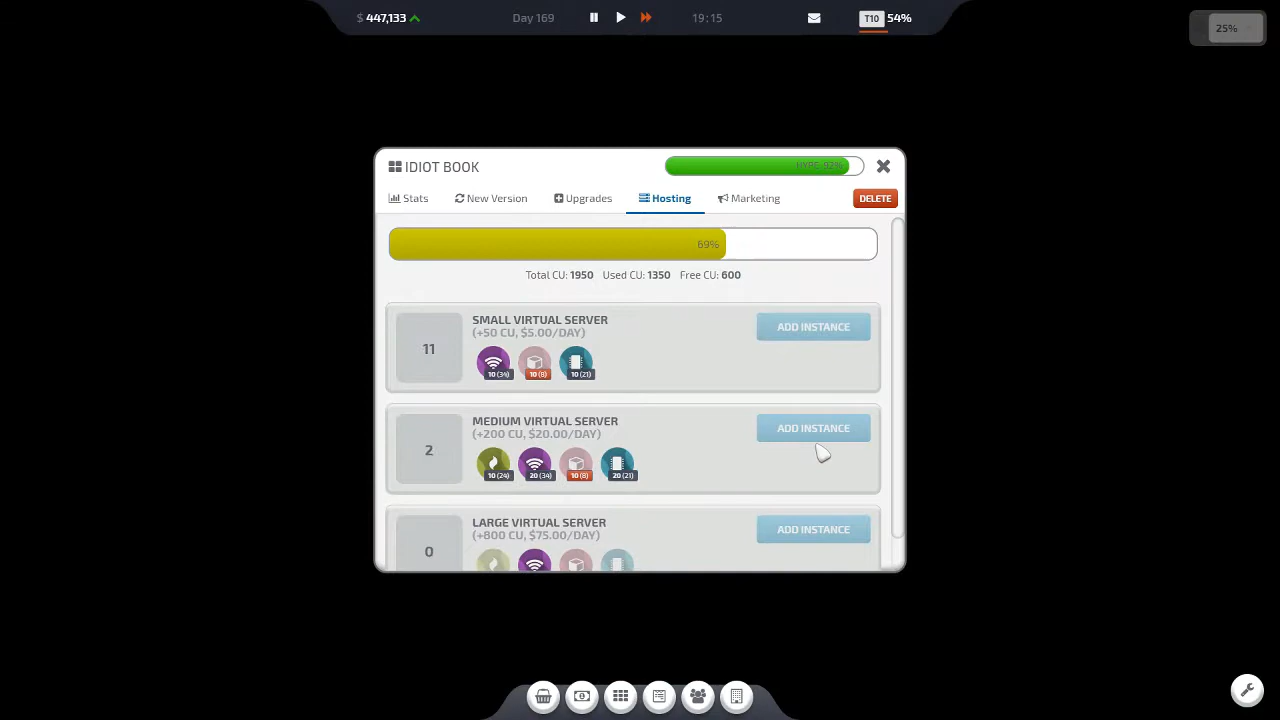 $ 447,133
Day 169
19:15
T10 54%
25%
IDIOT BOOK
HYPE 92%
Stats
New Version
Upgrades
Hosting
Marketing
DELETE
69%
Total CU: 1950 Used CU: 1350 Free CU: 600
11
SMALL VIRTUAL SERVER
(+50 CU, $5.00/DAY)
10 (34) 10 (8) 10 (21)
ADD INSTANCE
2
MEDIUM VIRTUAL SERVER
(+200 CU, $20.00/DAY)
10 (24) 20 (34) 10 (8) 20 (21)
ADD INSTANCE
0
LARGE VIRTUAL SERVER
(+800 CU, $75.00/DAY)
ADD INSTANCE